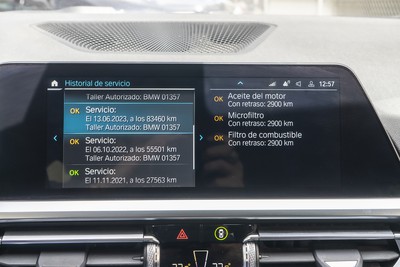 Historial de servicio
12:57
Taller Autorizado: BMW 01357
OK Servicio:
El 13.06.2023, a los 83460 km
Taller Autorizado: BMW 01357
OK Servicio:
El 06.10.2022, a los 55501 km
Taller Autorizado: BMW 01357
OK Servicio:
El 11.11.2021, a los 27563 km
OK Aceite del motor
Con retraso: 2900 km
OK Microfiltro
Con retraso: 2900 km
OK Filtro de combustible
Con retraso: 2900 km